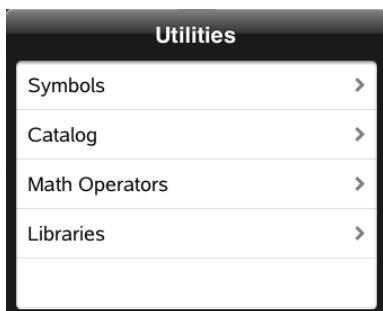 Utilities
Symbols
Catalog
Math Operators
Libraries